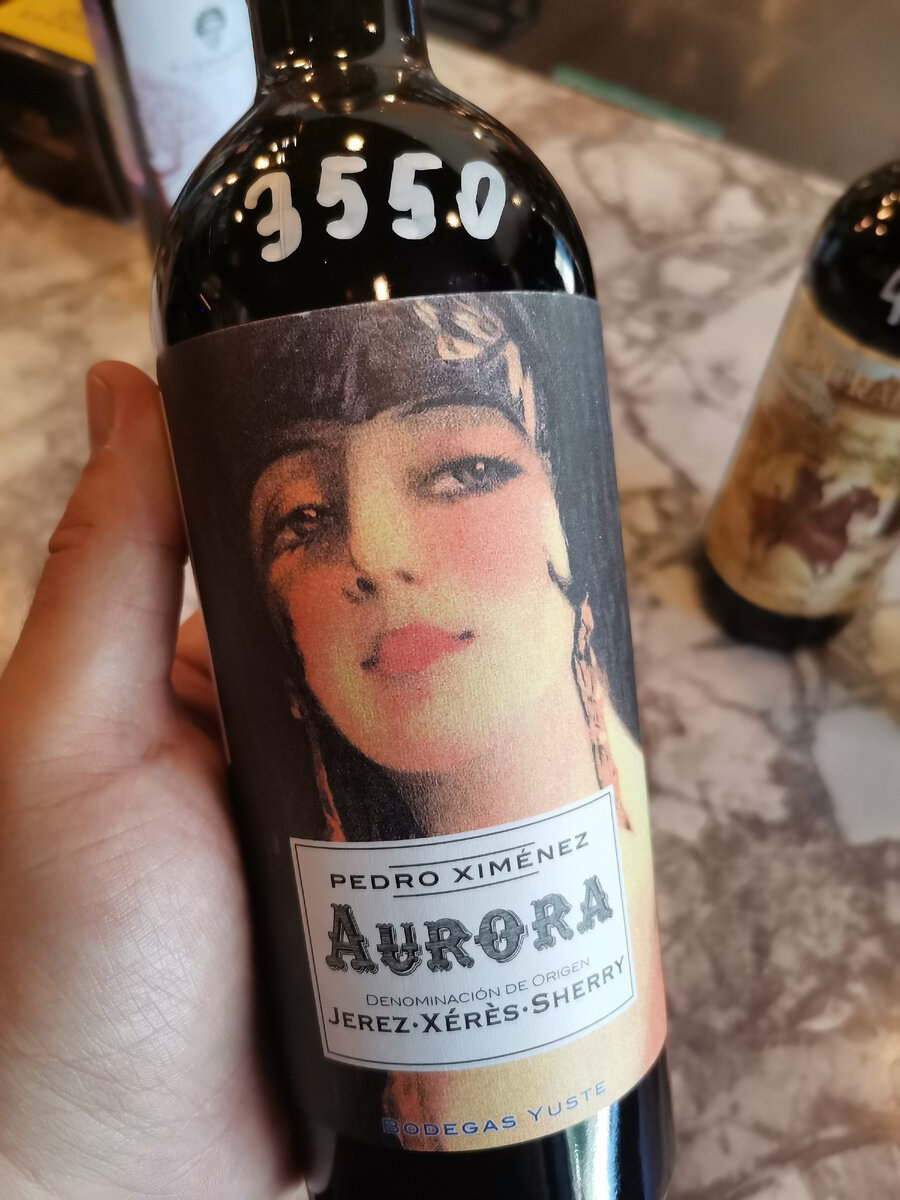 3550
PEDRO XIMÉNEZ
AURORA
DENOMINACIÓN DE ORIGEN
JEREZ·XÉRÈS·SHERRY
BODEGAS YUSTE